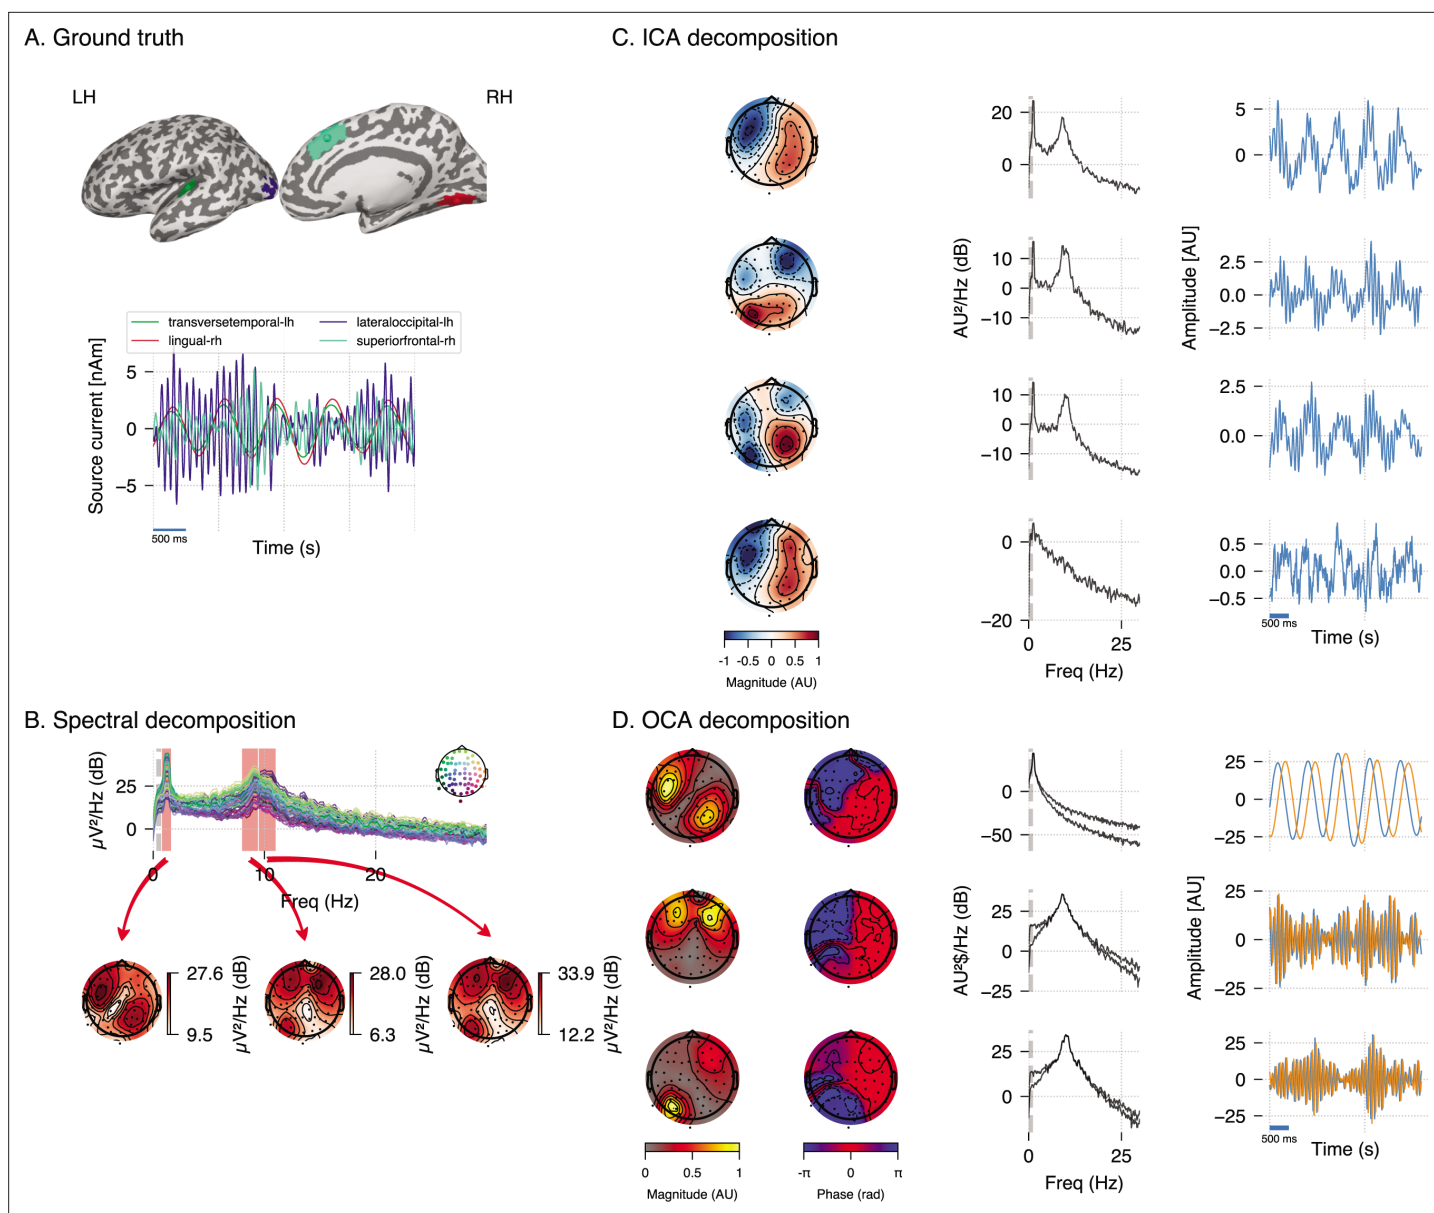 A. Ground truth
LH
RH
transversetemporal-lh
lateraloccipital-lh
lingual-rh
superiorfrontal-rh
Source current [nAm]
5
0
−5
500 ms
Time (s)
B. Spectral decomposition
µV²/Hz (dB)
25
0
0
10
20
Freq (Hz)
27.6
9.5
µV²/Hz (dB)
28.0
6.3
µV²/Hz (dB)
33.9
12.2
µV²/Hz (dB)
C. ICA decomposition
20
0
5
0
AU²/Hz (dB)
10
0
−10
Amplitude [AU]
2.5
0.0
−2.5
10
0
−10
2.5
0.0
0
−20
0
25
Freq (Hz)
0.5
0.0
−0.5
500 ms
Time (s)
-1 -0.5 0 0.5 1
Magnitude (AU)
D. OCA decomposition
0
−50
25
0
−25
AU²$/Hz (dB)
25
0
−25
Amplitude [AU]
25
0
−25
25
0
0
25
Freq (Hz)
25
0
−25
500 ms
Time (s)
0 0.5 1
Magnitude (AU)
-π 0 π
Phase (rad)